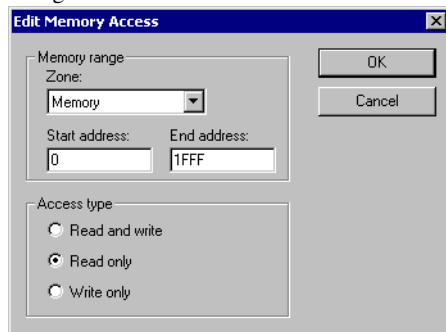 Edit Memory Access
Memory range
Zone:
Memory
Start address: End address:
0 1FFF
Access type
Read and write
Read only
Write only
OK
Cancel